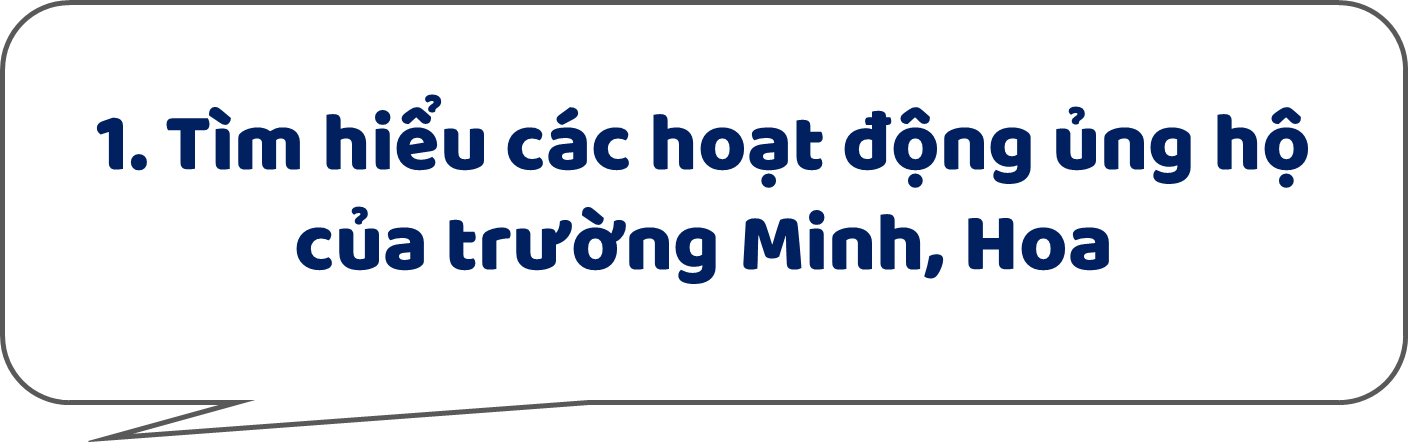 1. Tìm hiểu các hoạt động ủng hộ
của trường Minh, Hoa